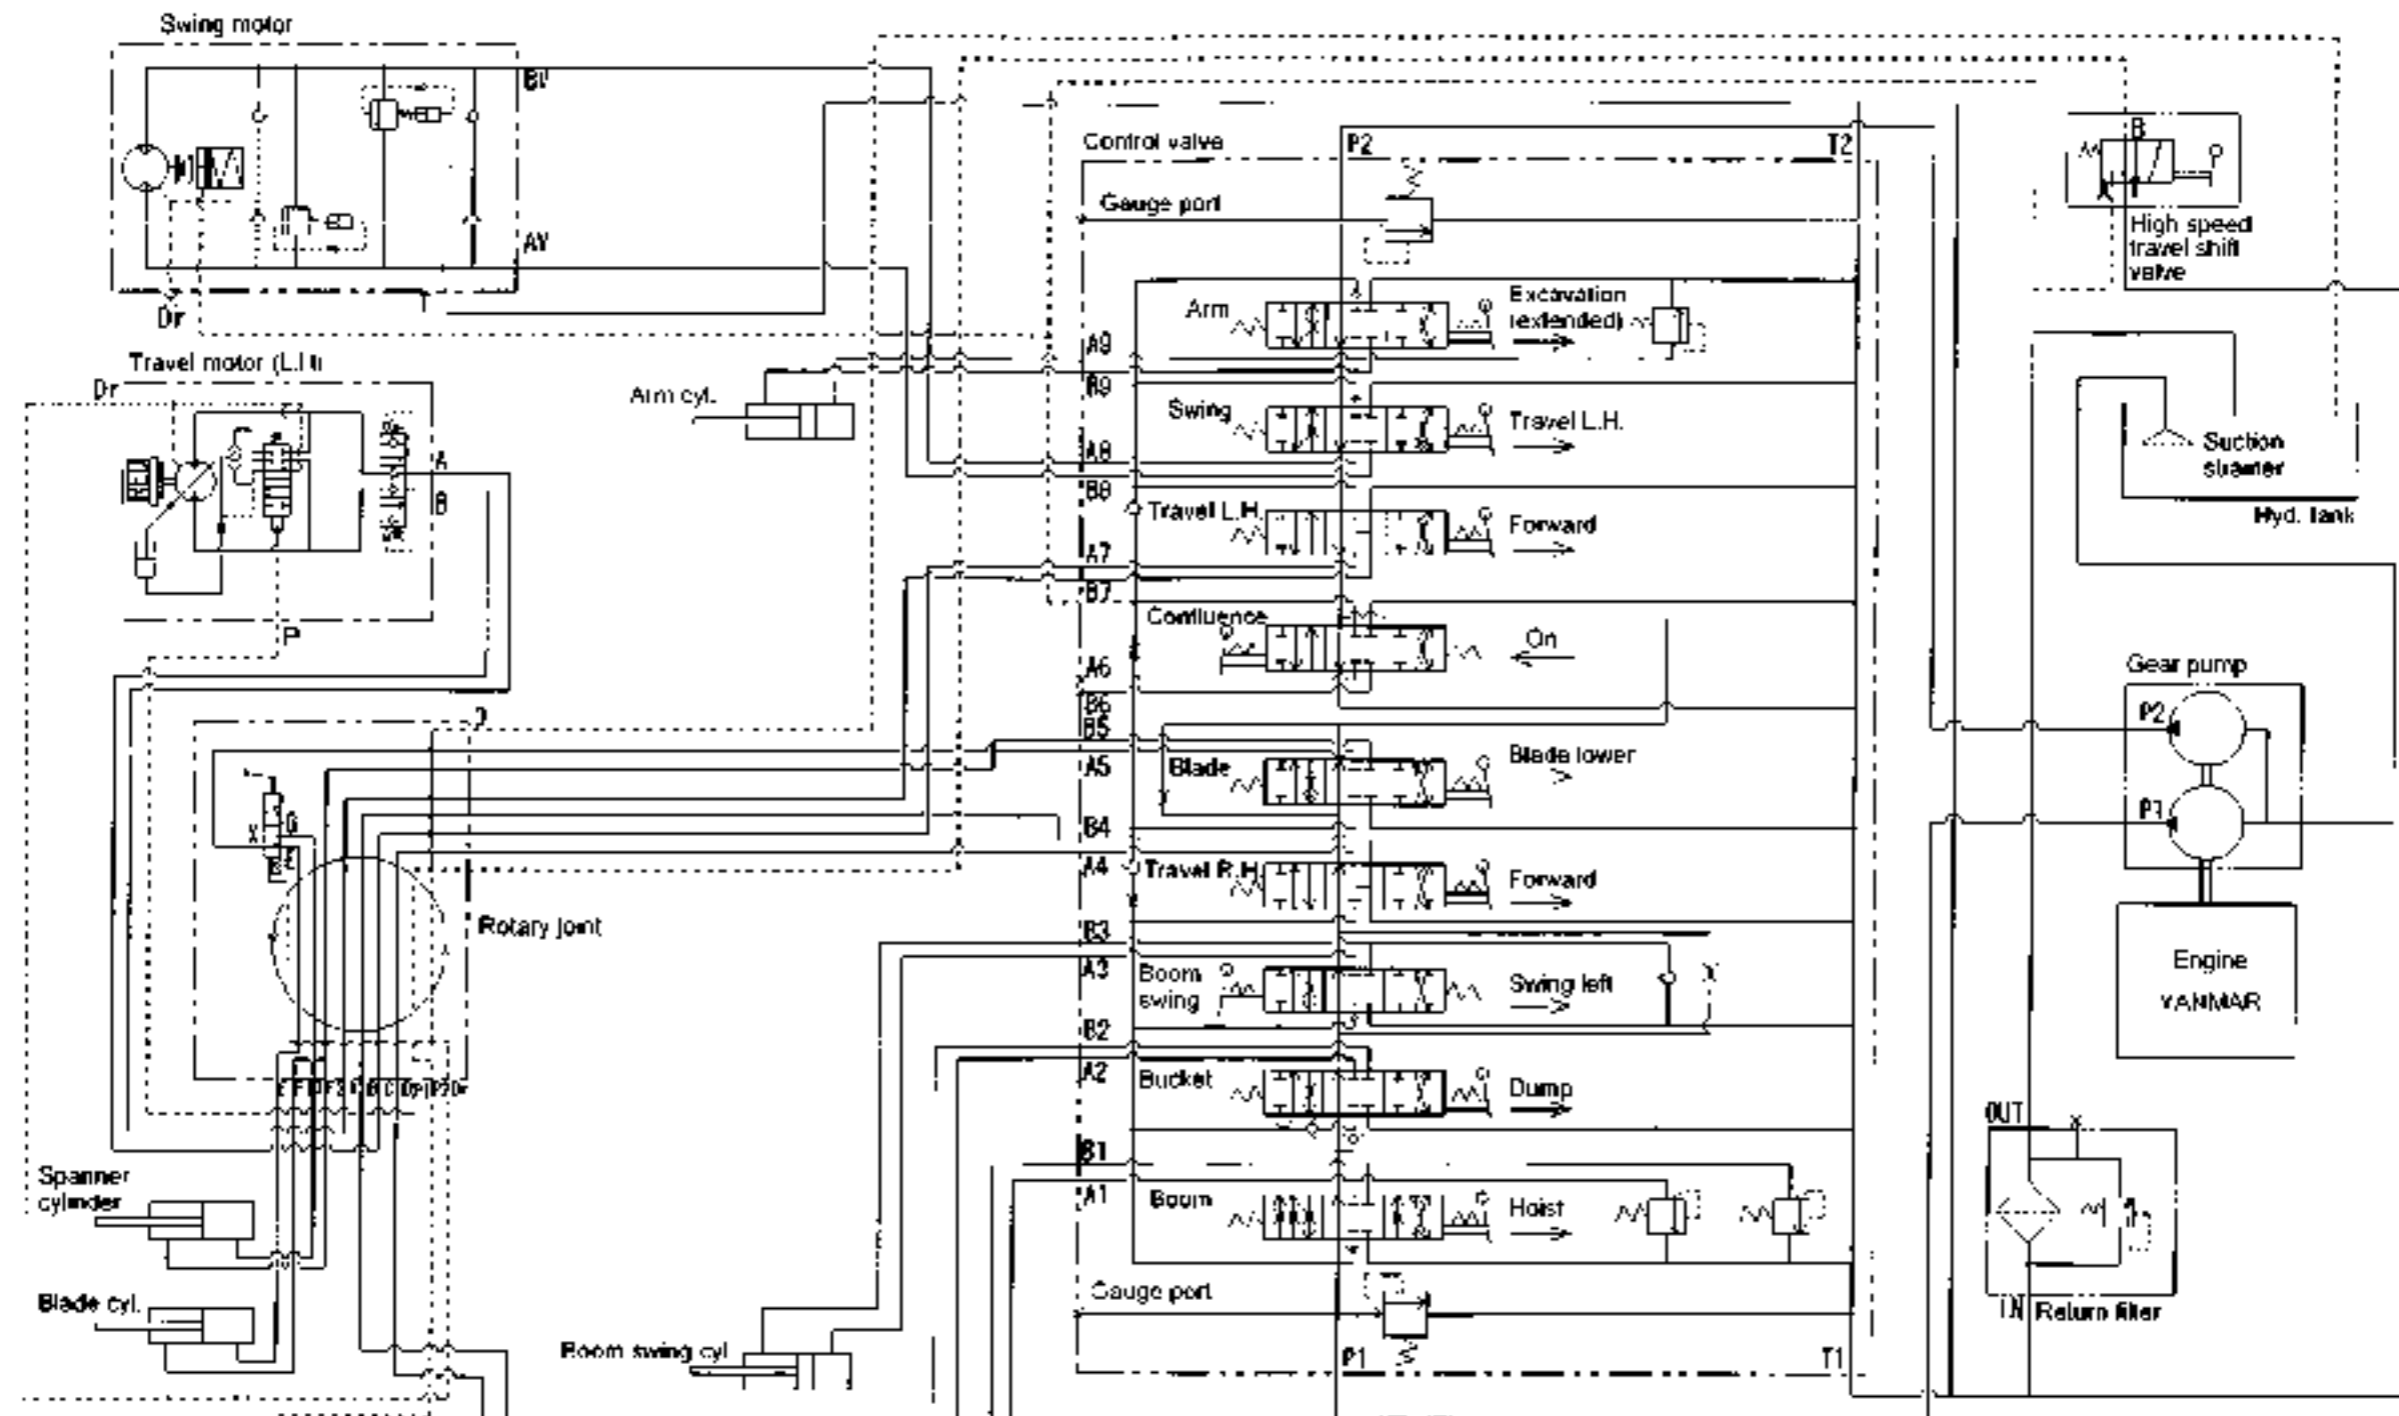 Swing motor
BV
AV
Dr
Travel motor (L.H)
Dr
A
B
P
Arm cyl.
Control valve
P2
T2
Gauge port
Arm
Excavation
(extended)
A9
B9
Swing
Travel L.H.
A8
B8
Travel L.H.
Forward
A7
B7
Confluence
On
A6
B6
B5
Blade
Blade lower
A5
B4
A4
Travel R.H.
Forward
B3
A3
Boom
swing
Swing left
B2
A2
Bucket
Dump
B1
A1
Boom
Hoist
Gauge port
P1
T1
B
High speed
travel shift
valve
Suction
strainer
Hyd. tank
Gear pump
P2
P1
Engine
YANMAR
OUT
IN
Return filter
G
Rotary joint
Spanner
cylinder
Blade cyl.
Boom swing cyl